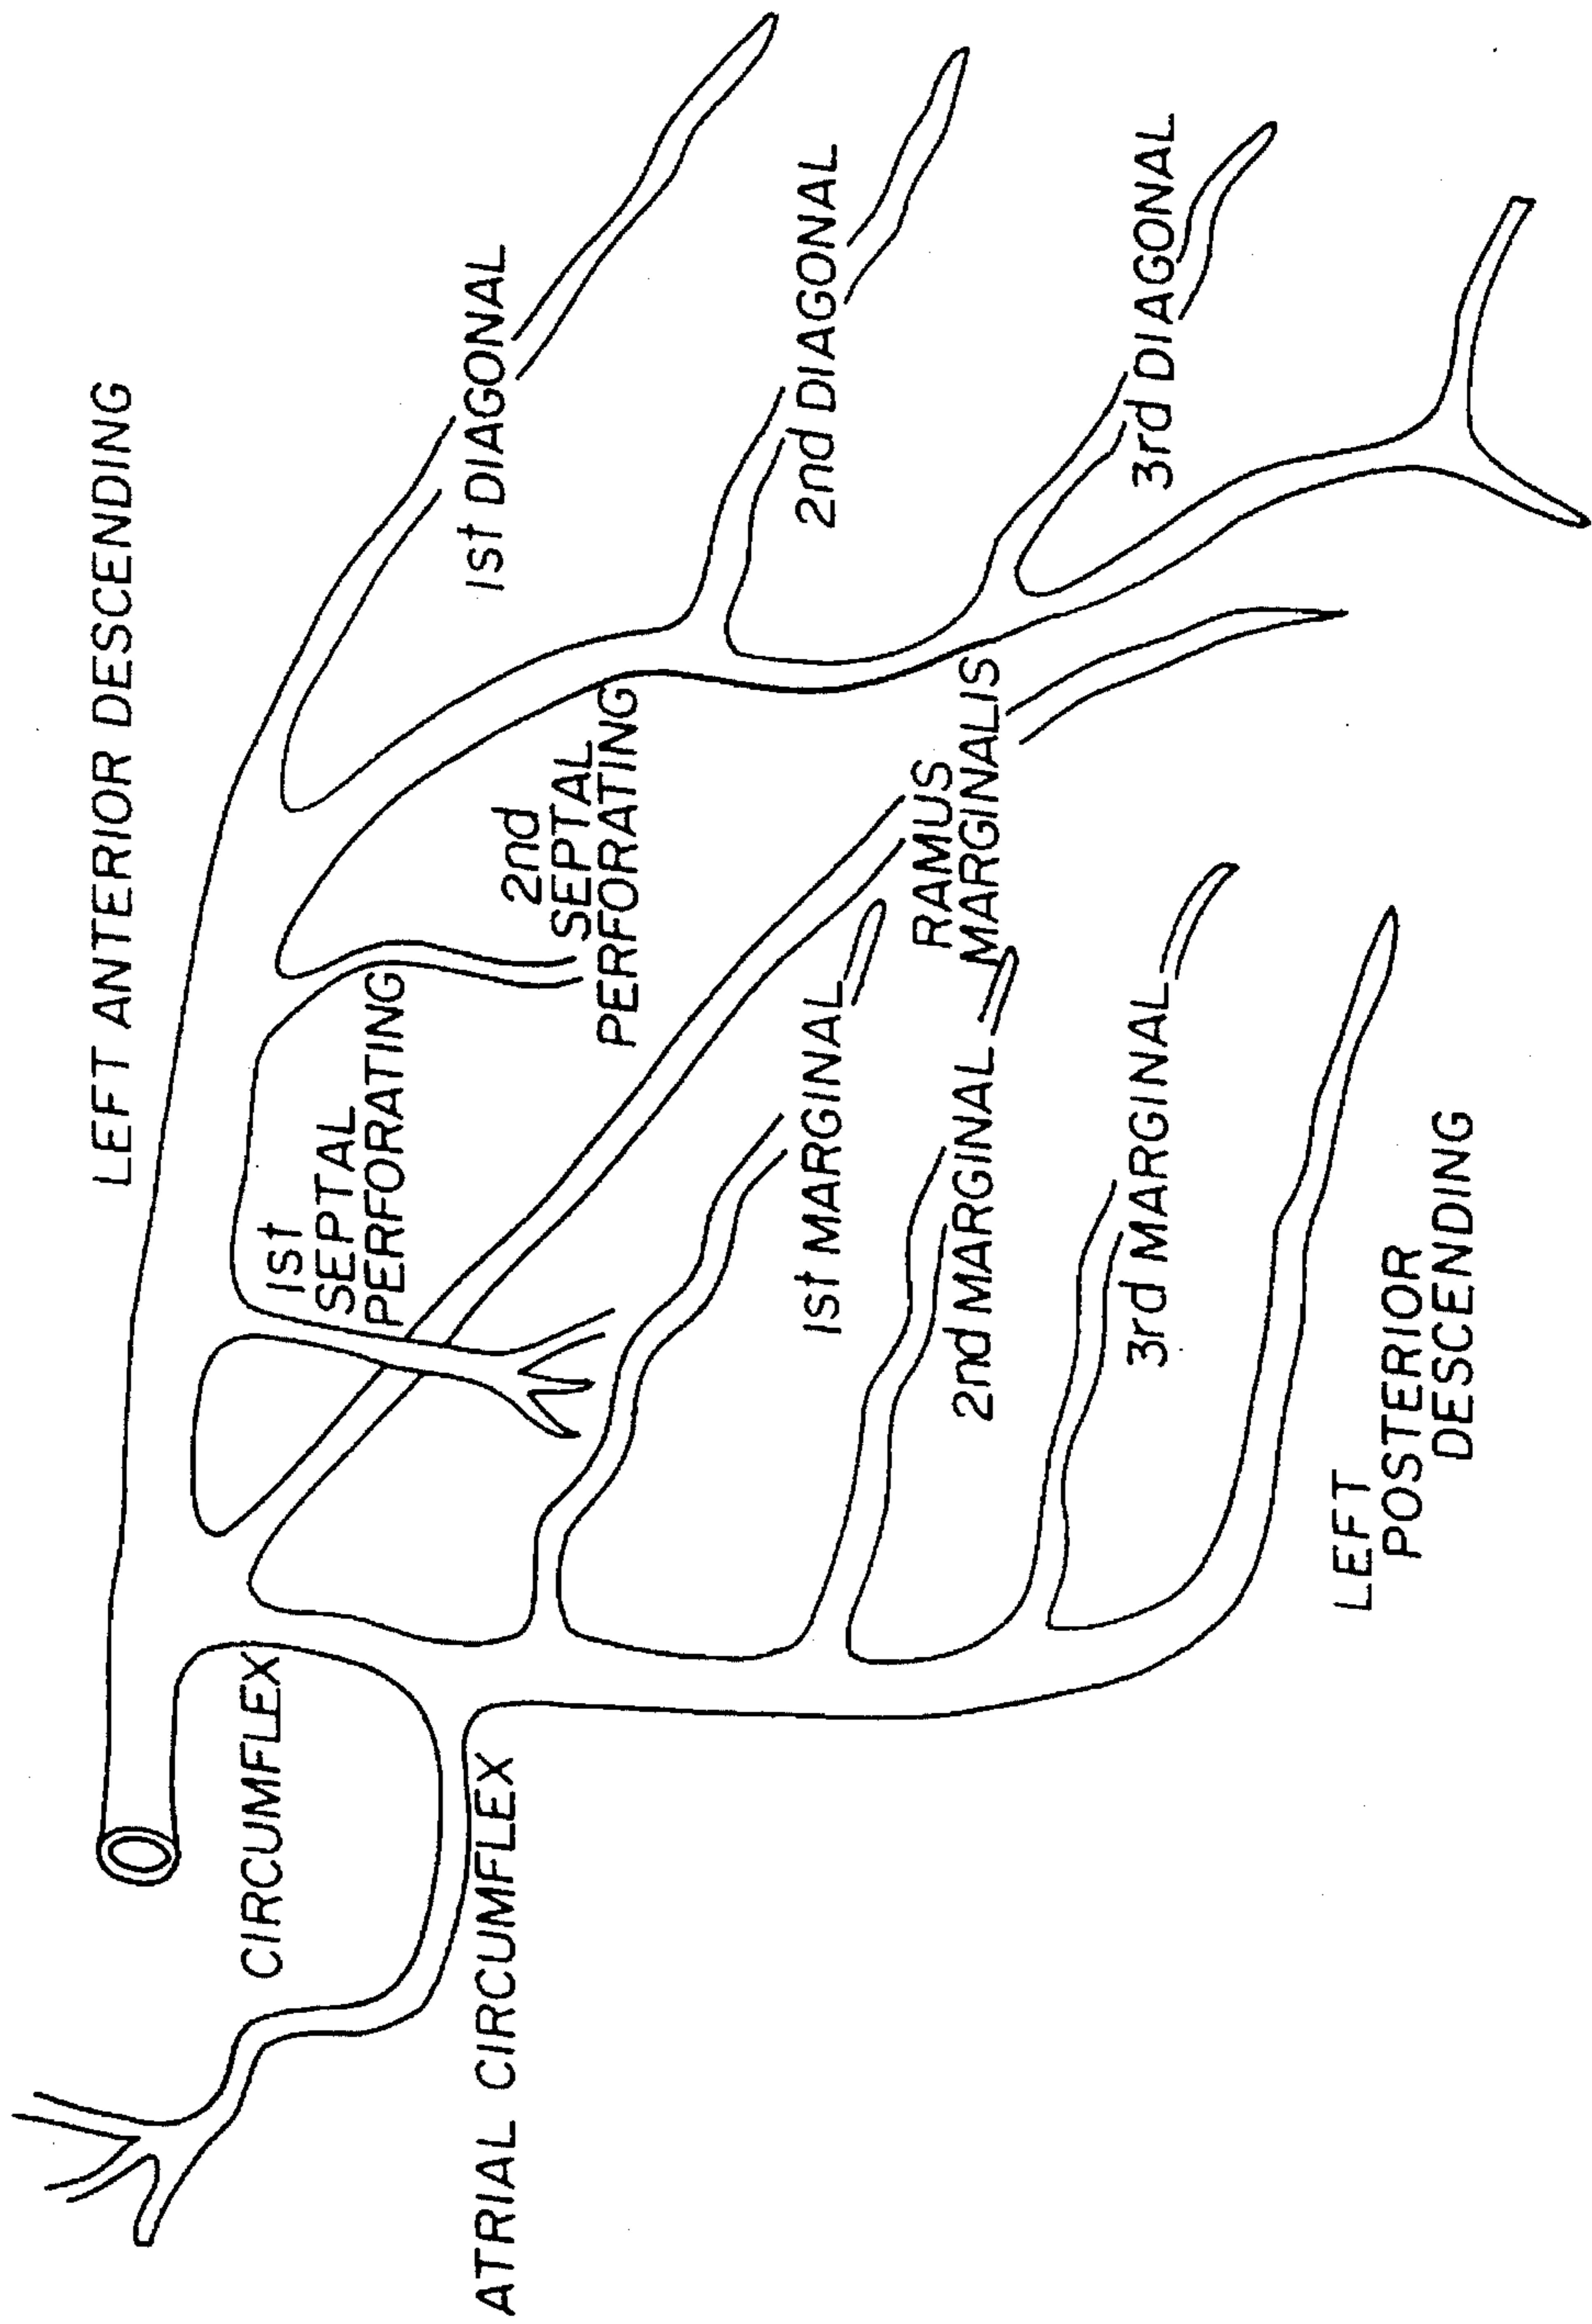 LEFT ANTERIOR DESCENDING
CIRCUMFLEX
ATRIAL CIRCUMFLEX
1st
SEPTAL
PERFORATING
2nd
SEPTAL
PERFORATING
1st DIAGONAL
2nd DIAGONAL
3rd DIAGONAL
RAMUS
MARGINALIS
1st MARGINAL
2nd MARGINAL
3rd MARGINAL
LEFT
POSTERIOR
DESCENDING